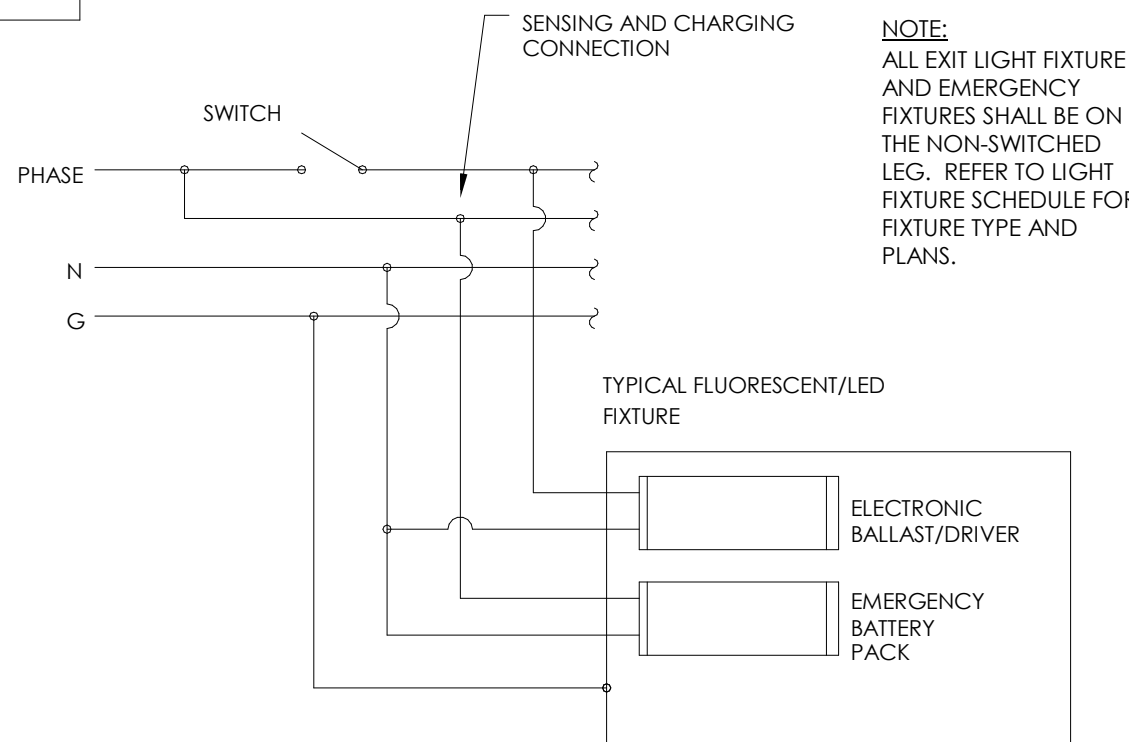 SENSING AND CHARGING
CONNECTION
NOTE:
ALL EXIT LIGHT FIXTURE
AND EMERGENCY
FIXTURES SHALL BE ON
THE NON-SWITCHED
LEG. REFER TO LIGHT
FIXTURE SCHEDULE FOR
FIXTURE TYPE AND
PLANS.
SWITCH
PHASE
N
G
TYPICAL FLUORESCENT/LED
FIXTURE
ELECTRONIC
BALLAST/DRIVER
EMERGENCY
BATTERY
PACK